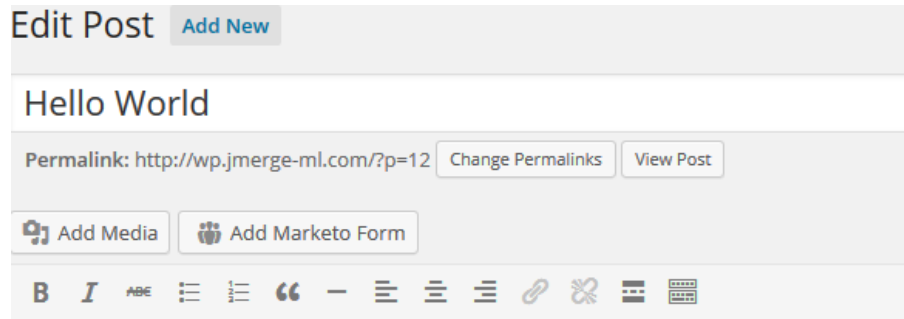 Edit Post Add New
Hello World
Permalink: http://wp.jmerge-ml.com/?p=12 Change Permalinks View Post
Add Media Add Marketo Form
B I ABC